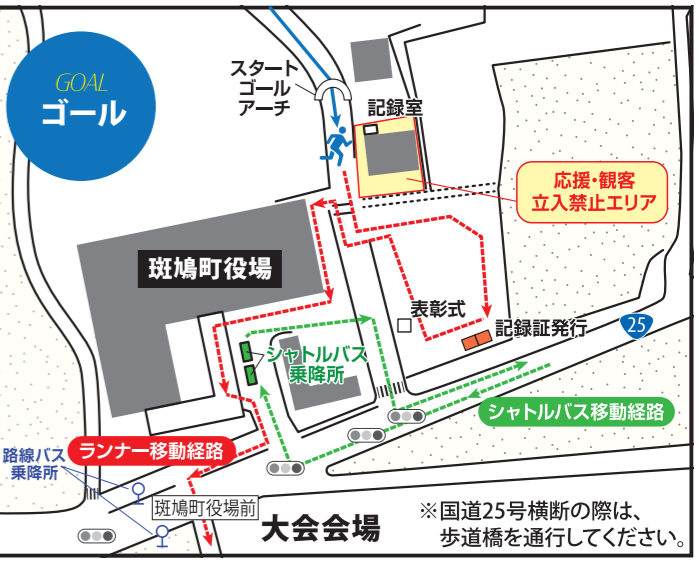 GOAL
ゴール
スタート
ゴール
アーチ
記録室
応援・観客
立入禁止エリア
斑鳩町役場
表彰式
記録証発行
25
シャトルバス
乗降所
シャトルバス移動経路
ランナー移動経路
路線バス
乗降所
斑鳩町役場前
大会会場
※国道25号横断の際は、
歩道橋を通行してください。